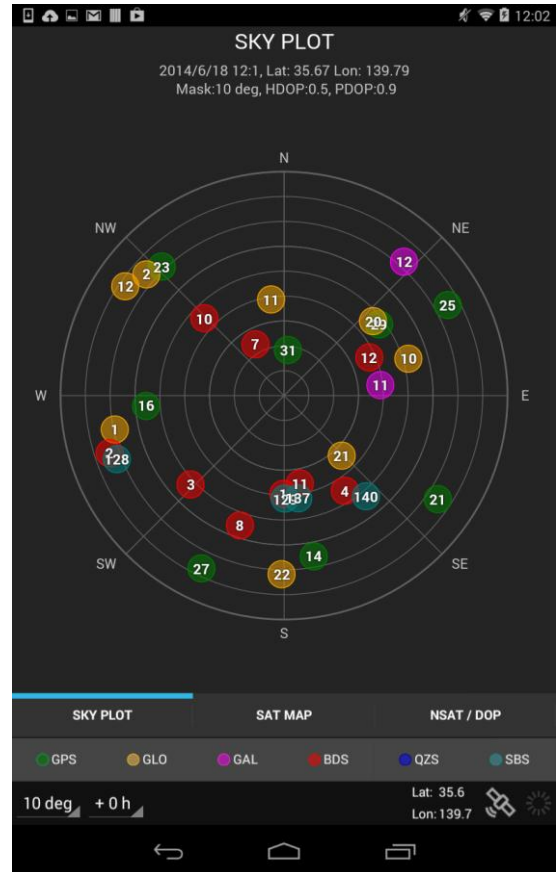 12:02
SKY PLOT
2014/6/18 12:1, Lat: 35.67 Lon: 139.79
Mask:10 deg, HDOP:0.5, PDOP:0.9
N
NW
NE
12
2
23
12
25
11
10
20
7
31
12
10
11
W
E
16
1
2
128
21
3
11
4
140
21
137
8
14
27
22
SW
SE
S
SKY PLOT
SAT MAP
NSAT / DOP
GPS
GLO
GAL
BDS
QZS
SBS
10 deg
+ 0 h
Lat: 35.6
Lon: 139.7